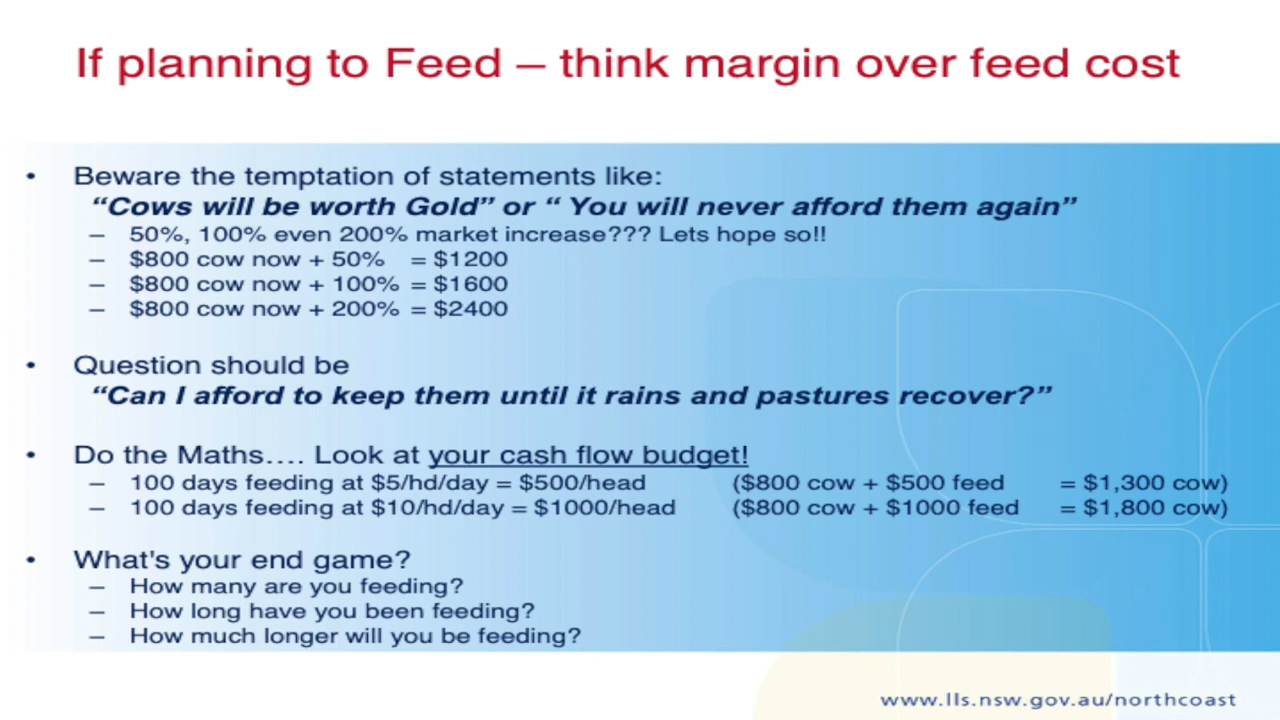 If planning to Feed – think margin over feed cost
• Beware the temptation of statements like:
“Cows will be worth Gold” or “ You will never afford them again”
– 50%, 100% even 200% market increase??? Lets hope so!!
– $800 cow now + 50% = $1200
– $800 cow now + 100% = $1600
– $800 cow now + 200% = $2400
• Question should be
“Can I afford to keep them until it rains and pastures recover?”
• Do the Maths…. Look at your cash flow budget!
– 100 days feeding at $5/hd/day = $500/head ($800 cow + $500 feed = $1,300 cow)
– 100 days feeding at $10/hd/day = $1000/head ($800 cow + $1000 feed = $1,800 cow)
• What's your end game?
– How many are you feeding?
– How long have you been feeding?
– How much longer will you be feeding?
www.lls.nsw.gov.au/northcoast